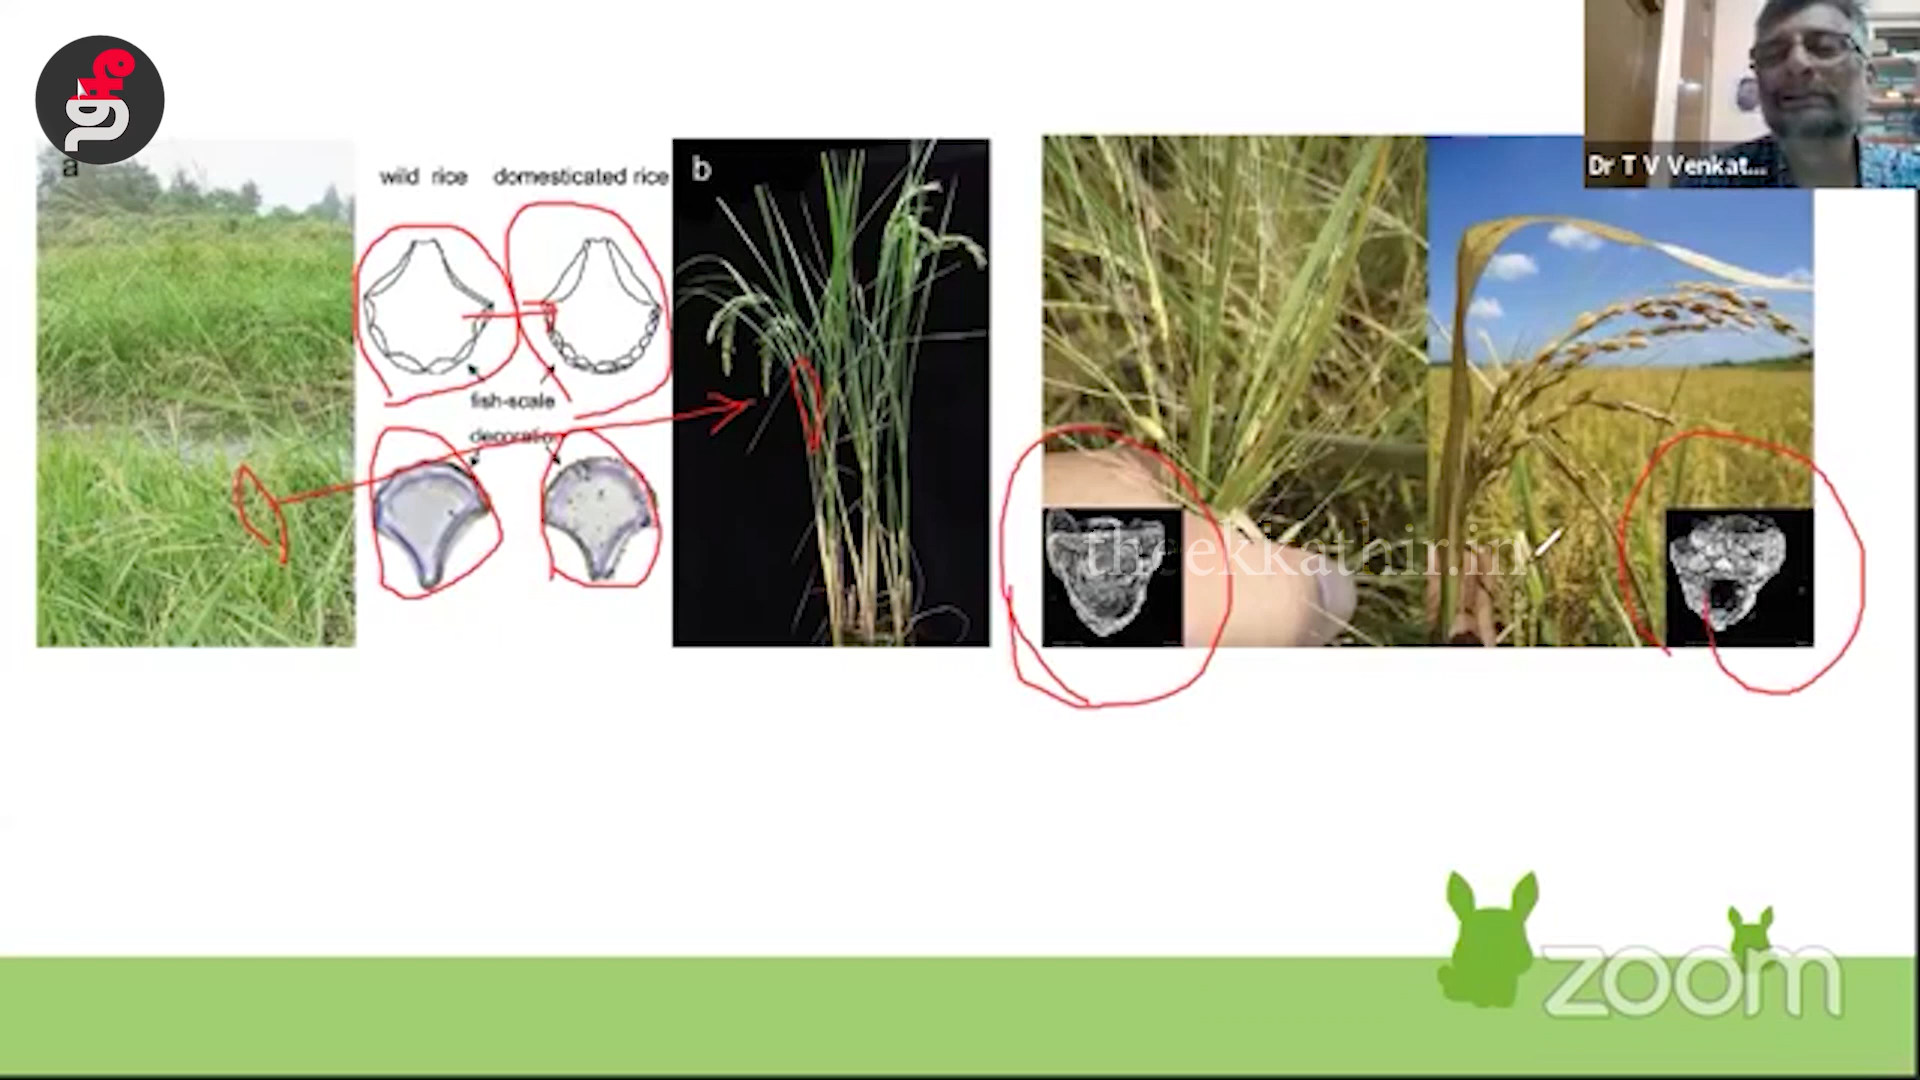 a
wild rice domesticated rice
fish-scale
decoration
b
Dr T V Venkat...
theekkathir.in
zoom